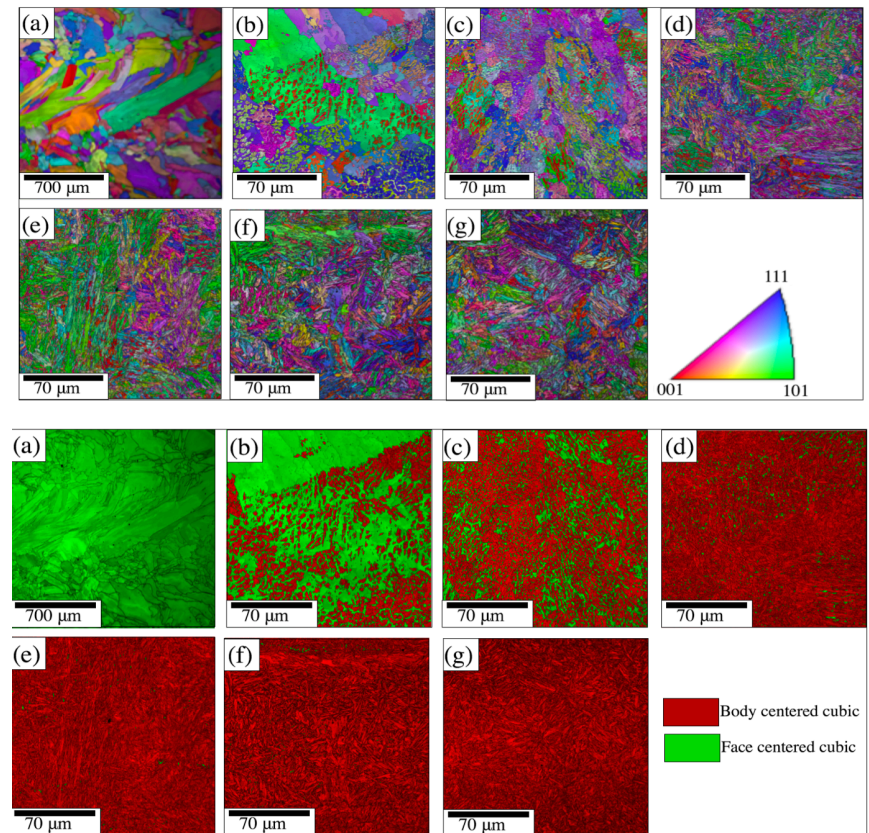 (a)
(b)
(c)
(d)
700 μm
70 μm
70 μm
70 μm
(e)
(f)
(g)
111
001
101
70 μm
70 μm
70 μm
(a)
(b)
(c)
(d)
700 μm
70 μm
70 μm
70 μm
(e)
(f)
(g)
Body centered cubic
Face centered cubic
70 μm
70 μm
70 μm